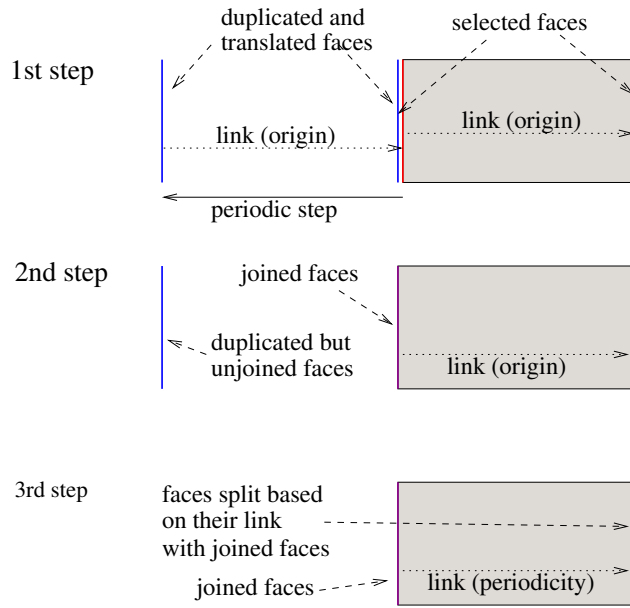 duplicated and
translated faces
selected faces
1st step
link (origin)
link (origin)
periodic step
2nd step
joined faces
duplicated but
unjoined faces
link (origin)
3rd step
faces split based
on their link
with joined faces
joined faces
link (periodicity)